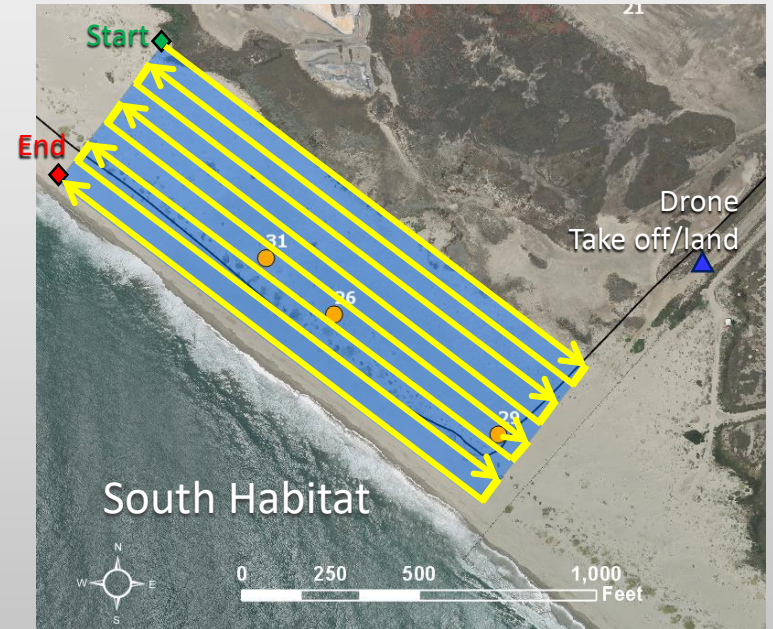 21
Start
End
Drone
Take off/land
31
26
29
South Habitat
N
W E
S
0 250 500 1,000
Feet